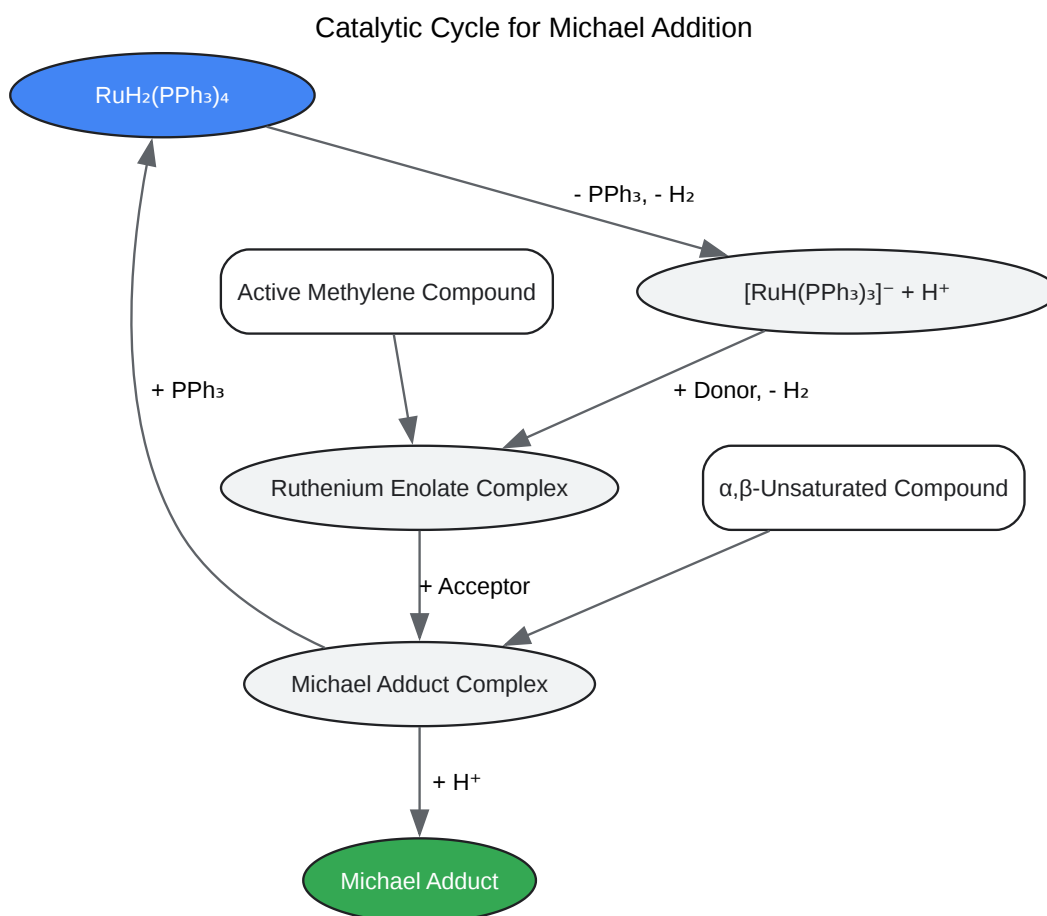 Catalytic Cycle for Michael Addition
RuH₂(PPh₃)₄
- PPh₃, - H₂
Active Methylene Compound
[RuH(PPh₃)₃]⁻ + H⁺
+ PPh₃
+ Donor, - H₂
Ruthenium Enolate Complex
α,β-Unsaturated Compound
+ Acceptor
Michael Adduct Complex
+ H⁺
Michael Adduct